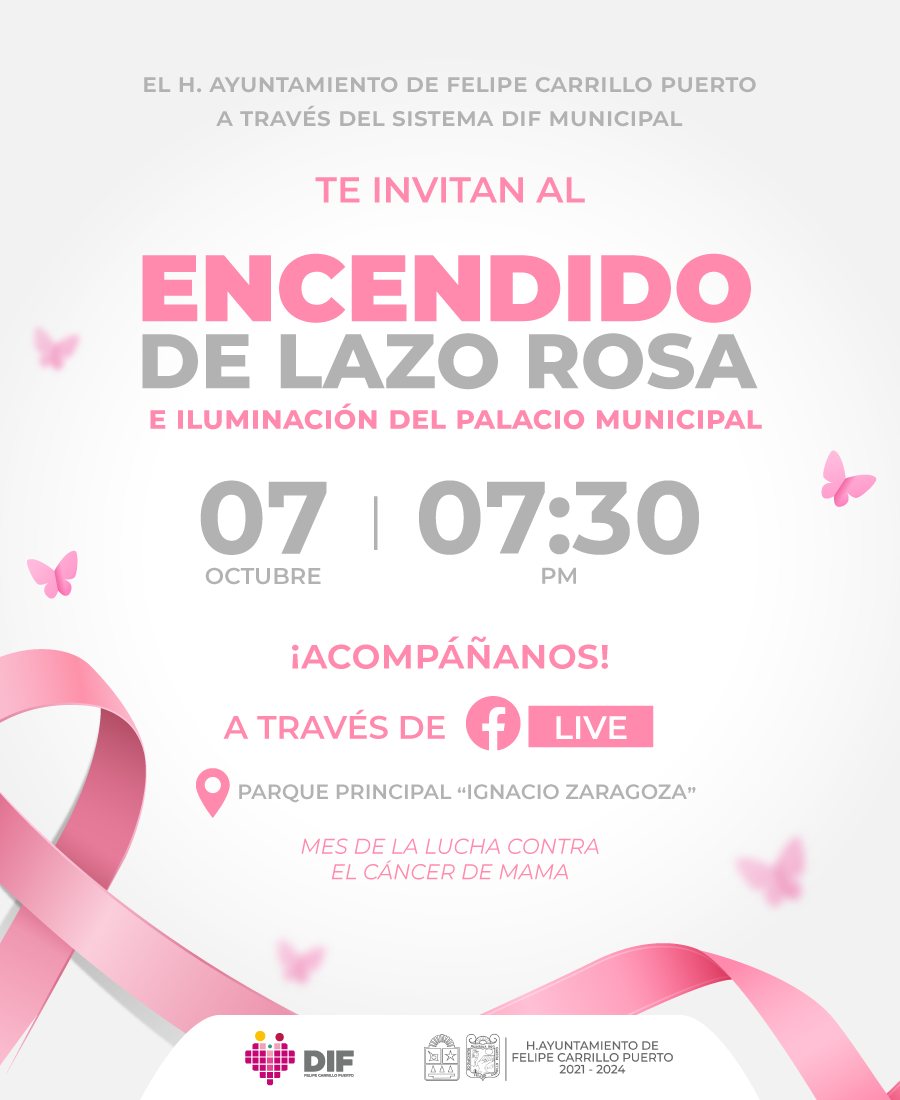 EL H. AYUNTAMIENTO DE FELIPE CARRILLO PUERTO
A TRAVÉS DEL SISTEMA DIF MUNICIPAL
TE INVITAN AL
ENCENDIDO
DE LAZO ROSA
E ILUMINACIÓN DEL PALACIO MUNICIPAL
07 | 07:30
OCTUBRE PM
¡ACOMPÁÑANOS!
A TRAVÉS DE f LIVE
PARQUE PRINCIPAL “IGNACIO ZARAGOZA”
MES DE LA LUCHA CONTRA
EL CÁNCER DE MAMA
DIF
FELIPE CARRILLO PUERTO
H.AYUNTAMIENTO DE
FELIPE CARRILLO PUERTO
2021 - 2024